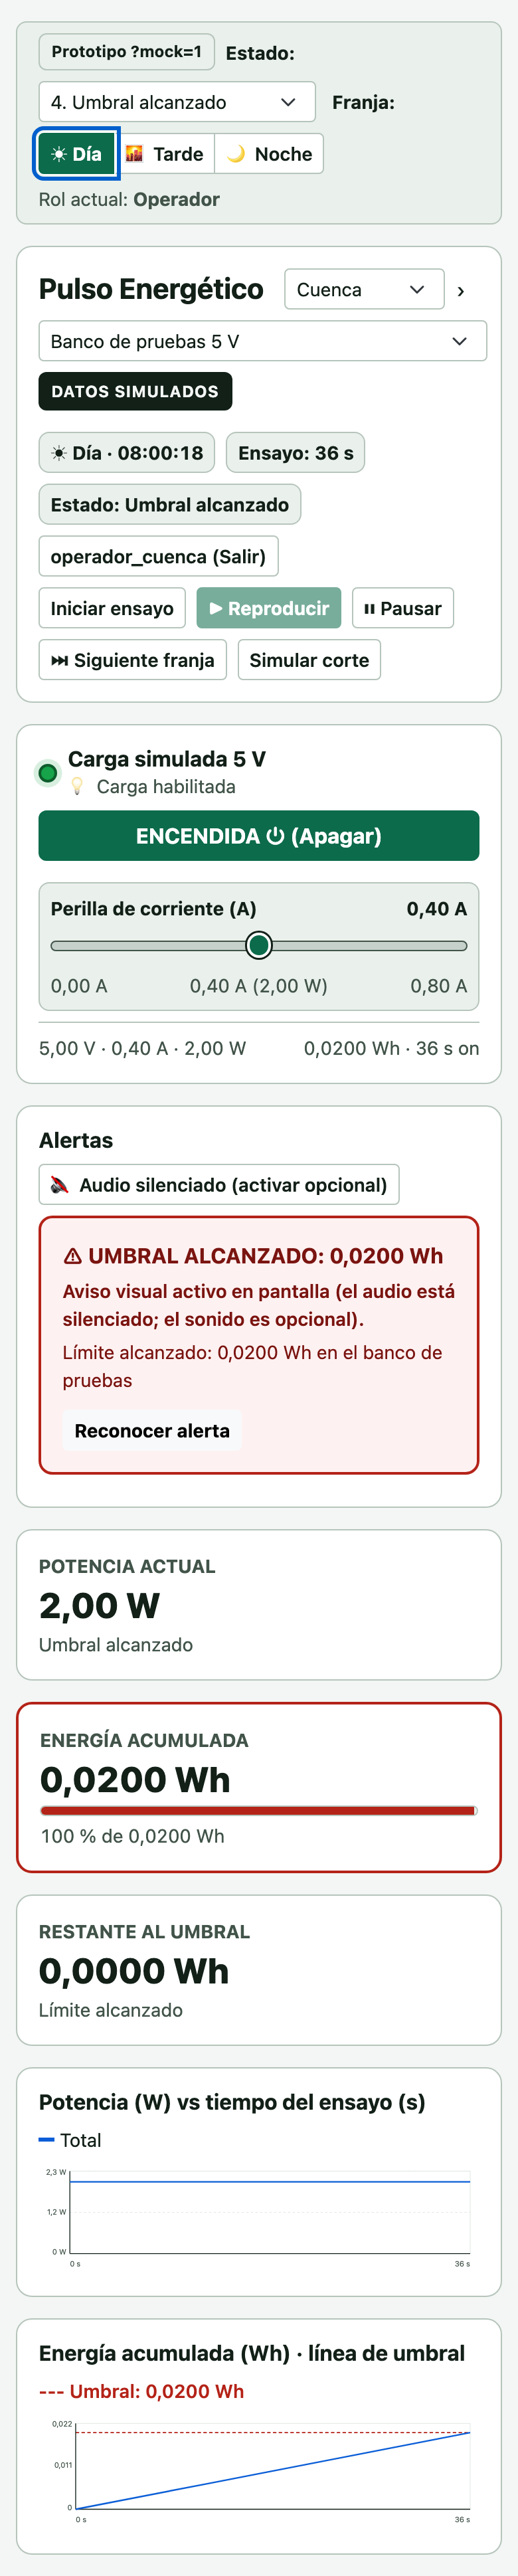 Prototipo ?mock=1 Estado:
4. Umbral alcanzado Franja:
☀ Día Tarde Noche
Rol actual: Operador
Pulso Energético Cuenca ›
Banco de pruebas 5 V
DATOS SIMULADOS
☀ Día · 08:00:18 Ensayo: 36 s
Estado: Umbral alcanzado
operador_cuenca (Salir)
Iniciar ensayo ▶ Reproducir ⏸ Pausar
⏭ Siguiente franja Simular corte
Carga simulada 5 V
💡 Carga habilitada
ENCENDIDA ⏻ (Apagar)
Perilla de corriente (A) 0,40 A
0,00 A 0,40 A (2,00 W) 0,80 A
5,00 V · 0,40 A · 2,00 W 0,0200 Wh · 36 s on
Alertas
Audio silenciado (activar opcional)
⚠ UMBRAL ALCANZADO: 0,0200 Wh
Aviso visual activo en pantalla (el audio está
silenciado; el sonido es opcional).
Límite alcanzado: 0,0200 Wh en el banco de
pruebas
Reconocer alerta
POTENCIA ACTUAL
2,00 W
Umbral alcanzado
ENERGÍA ACUMULADA
0,0200 Wh
100 % de 0,0200 Wh
RESTANTE AL UMBRAL
0,0000 Wh
Límite alcanzado
Potencia (W) vs tiempo del ensayo (s)
Total
2,3 W
1,2 W
0 W
0 s 36 s
Energía acumulada (Wh) · línea de umbral
--- Umbral: 0,0200 Wh
0,022
0,011
0
0 s 36 s